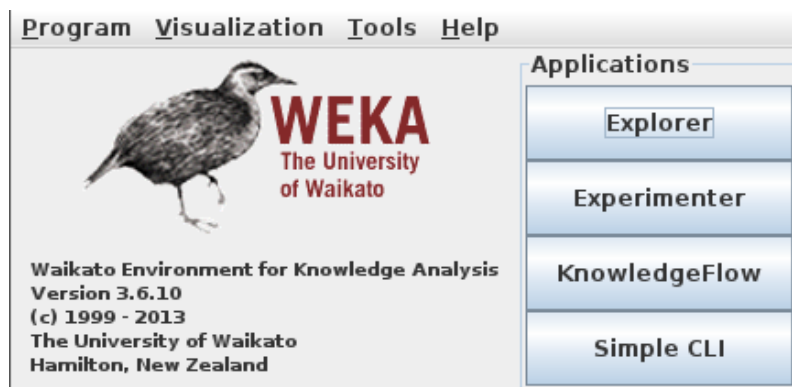 Program Visualization Tools Help
WEKA
The University
of Waikato
Waikato Environment for Knowledge Analysis
Version 3.6.10
(c) 1999 - 2013
The University of Waikato
Hamilton, New Zealand
Applications
Explorer
Experimenter
KnowledgeFlow
Simple CLI